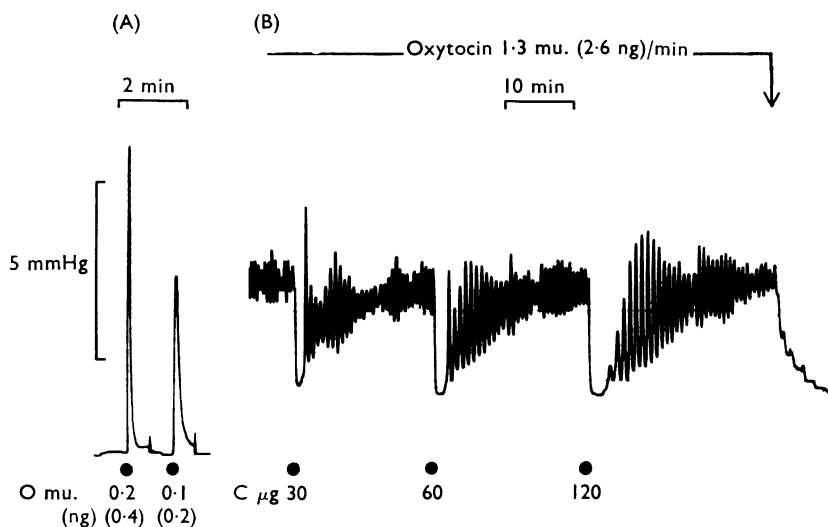 (A)
(B)
Oxytocin 1·3 mu. (2·6 ng)/min
2 min
10 min
5 mmHg
O mu. 0·2 0·1
(ng) (0·4) (0·2)
C μg 30 60 120